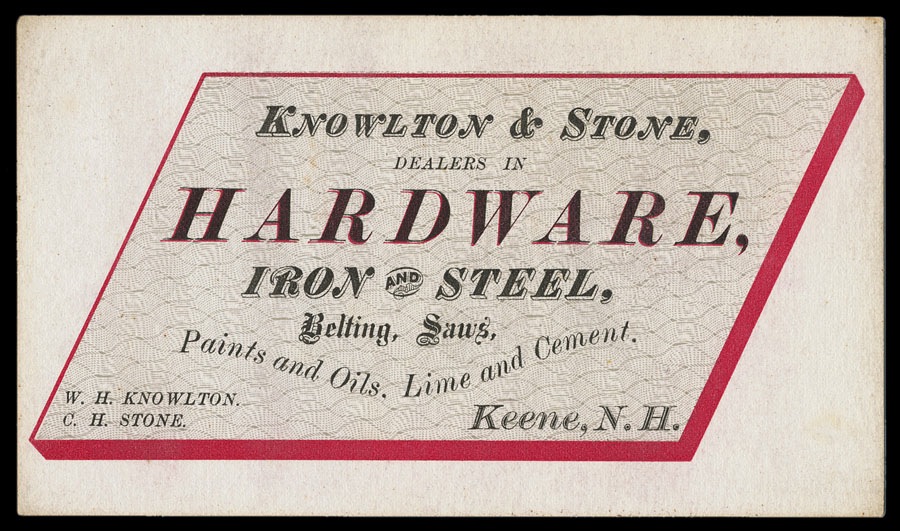 KNOWLTON & STONE,
DEALERS IN
HARDWARE,
IRON AND STEEL,
Belting, Saws,
Paints and Oils. Lime and Cement.
W. H. KNOWLTON.
C. H. STONE.
Keene, N. H.